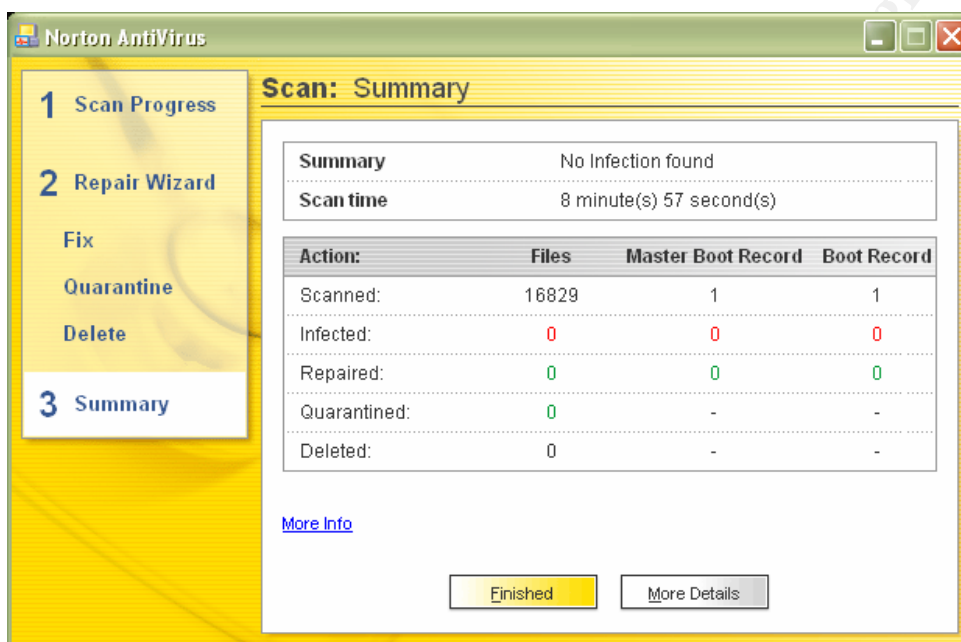 Norton AntiVirus
1 Scan Progress
2 Repair Wizard
Fix
Quarantine
Delete
3 Summary
Scan: Summary
Summary No Infection found
Scan time 8 minute(s) 57 second(s)
Action: Files Master Boot Record Boot Record
Scanned: 16829 1 1
Infected: 0 0 0
Repaired: 0 0 0
Quarantined: 0 - -
Deleted: 0 - -
More Info
Finished More Details